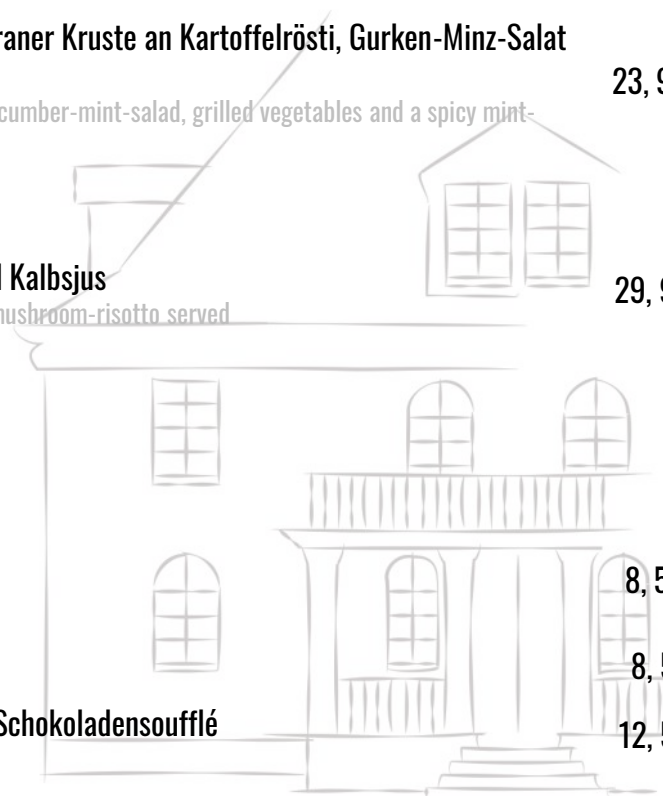 raner Kruste an Kartoffelrösti, Gurken-Minz-Salat
23, 9
cumber-mint-salad, grilled vegetables and a spicy mint-
l Kalbsjus
29, 9
mushroom-risotto served
8, 5
8, 5
Schokoladensoufflé
12, 5